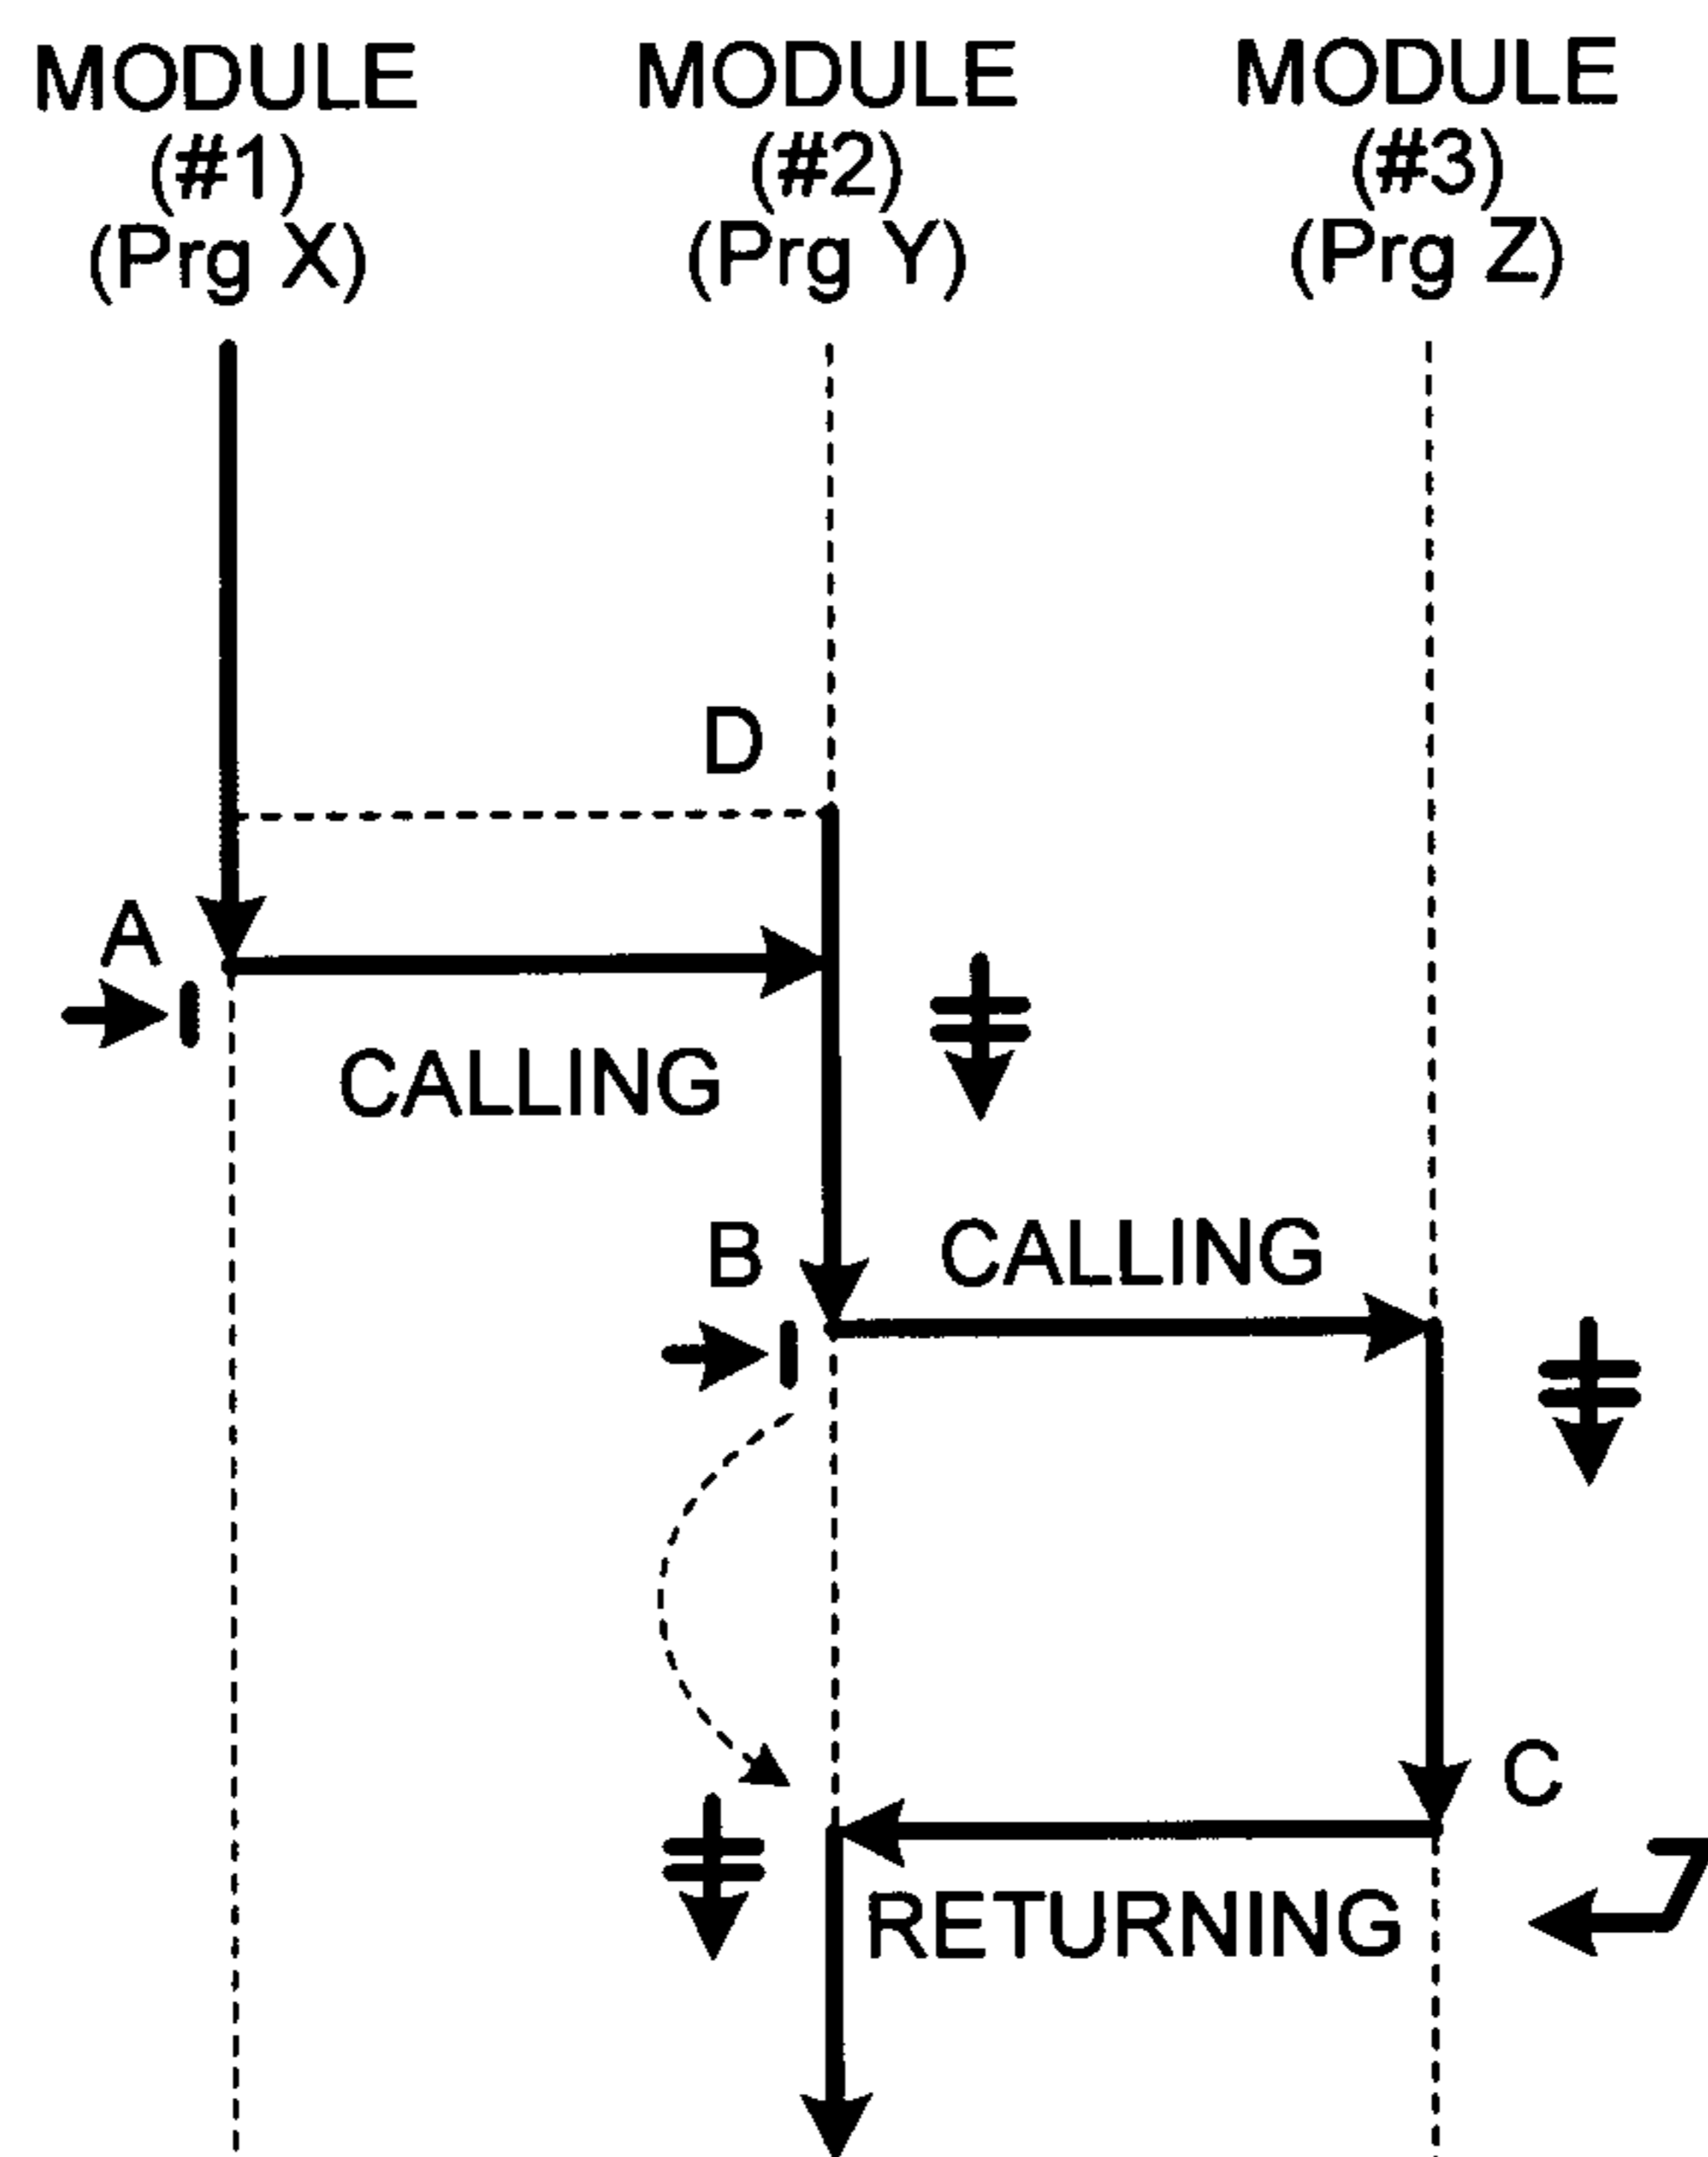 MODULE
(#1)
(Prg X)
MODULE
(#2)
(Prg Y)
MODULE
(#3)
(Prg Z)
D
A
CALLING
B
CALLING
C
RETURNING